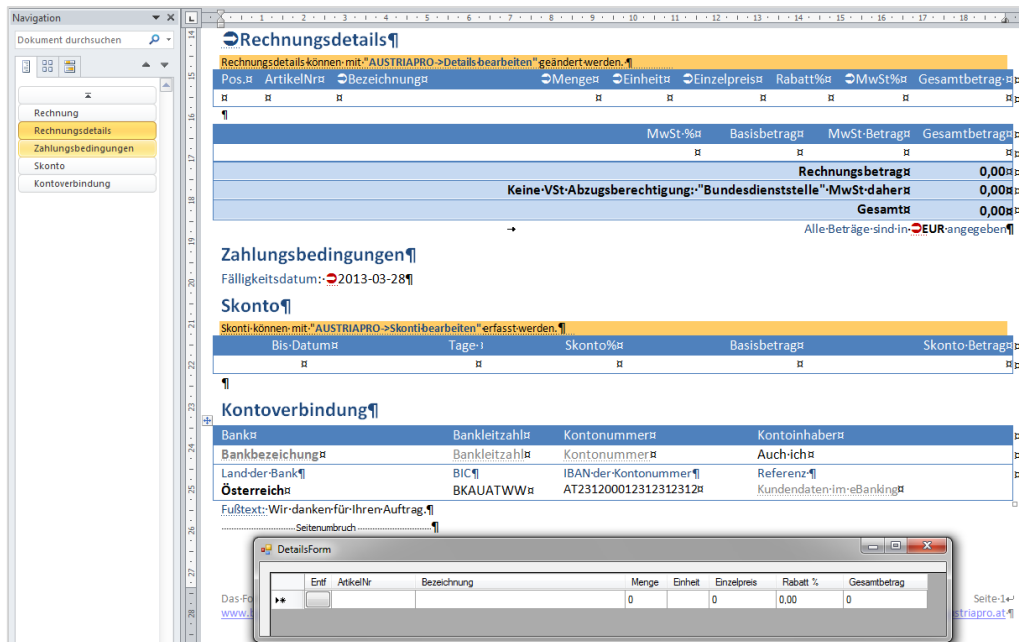 Navigation
Dokument durchsuchen
Rechnung
Rechnungsdetails
Zahlungsbedingungen
Skonto
Kontoverbindung
Rechnungsdetails¶
Rechnungsdetails können mit "AUSTRIAPRO->Details bearbeiten" geändert werden. ¶
Pos.¤ ArtikelNr¤ Bezeichnung¤ Menge¤ Einheit¤ Einzelpreis¤ Rabatt%¤ MwSt%¤ Gesamtbetrag·¤
¤ ¤ ¤ ¤ ¤ ¤ ¤ ¤ ¤
¶
MwSt·%¤ Basisbetrag¤ MwSt·Betrag¤ Gesamtbetrag¤
¤ ¤ ¤ ¤
Rechnungsbetrag¤ 0,00¤
Keine·VSt·Abzugsberechtigung:·"Bundesdienststelle"·MwSt·daher¤ 0,00¤
Gesamt¤ 0,00¤
→ Alle·Beträge·sind·in·EUR·angegeben¶
Zahlungsbedingungen¶
Fälligkeitsdatum:·2013-03-28¶
Skonto¶
Skonti·können·mit·"AUSTRIAPRO->Skonti·bearbeiten"·erfasst·werden.¶
Bis·Datum¤ Tage· Skonto%¤ Basisbetrag¤ Skonto·Betrag¤
¤ ¤ ¤ ¤ ¤
¶
Kontoverbindung¶
Bank¤ Bankleitzahl¤ Kontonummer¤ Kontoinhaber¤
Bankbezeichung¤ Bankleitzahl¤ Kontonummer¤ Auch·ich¤
Land·der·Bank¶ BIC¶ IBAN·der·Kontonummer¶ Referenz·¶
Österreich¤ BKAUATWW¤ AT231200012312312312¤ Kundendaten·im·eBanking¤
Fußtext:·Wir·danken·für·Ihren·Auftrag.¶
Seitenumbruch ¶
DetailsForm
Entf ArtikelNr Bezeichnung Menge Einheit Einzelpreis Rabatt % Gesamtbetrag
0 0 0,00 0
Seite·1